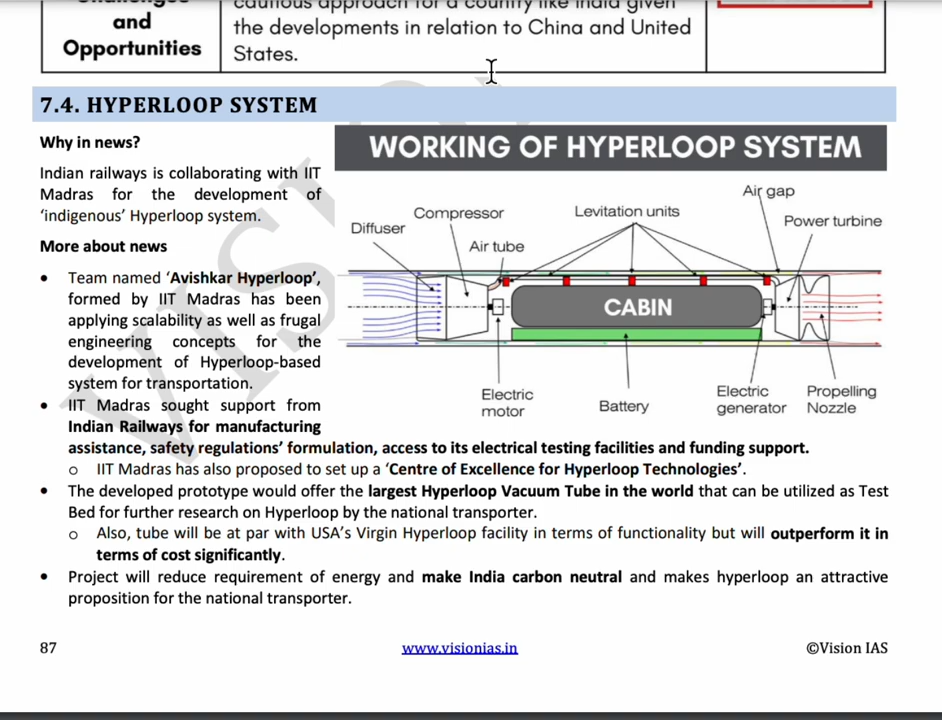 Challenges
and
Opportunities
cautious approach for a country like India given
the developments in relation to China and United
States.
7.4. HYPERLOOP SYSTEM
Why in news?
Indian railways is collaborating with IIT
Madras for the development of
‘indigenous’ Hyperloop system.
More about news
• Team named ‘Avishkar Hyperloop’,
formed by IIT Madras has been
applying scalability as well as frugal
engineering concepts for the
development of Hyperloop-based
system for transportation.
• IIT Madras sought support from
Indian Railways for manufacturing
assistance, safety regulations’ formulation, access to its electrical testing facilities and funding support.
o IIT Madras has also proposed to set up a ‘Centre of Excellence for Hyperloop Technologies’.
• The developed prototype would offer the largest Hyperloop Vacuum Tube in the world that can be utilized as Test
Bed for further research on Hyperloop by the national transporter.
o Also, tube will be at par with USA’s Virgin Hyperloop facility in terms of functionality but will outperform it in
terms of cost significantly.
• Project will reduce requirement of energy and make India carbon neutral and makes hyperloop an attractive
proposition for the national transporter.
WORKING OF HYPERLOOP SYSTEM
Diffuser
Compressor
Air tube
Levitation units
Air gap
Power turbine
CABIN
Electric
motor
Battery
Electric
generator
Propelling
Nozzle
87
www.visionias.in
©Vision IAS